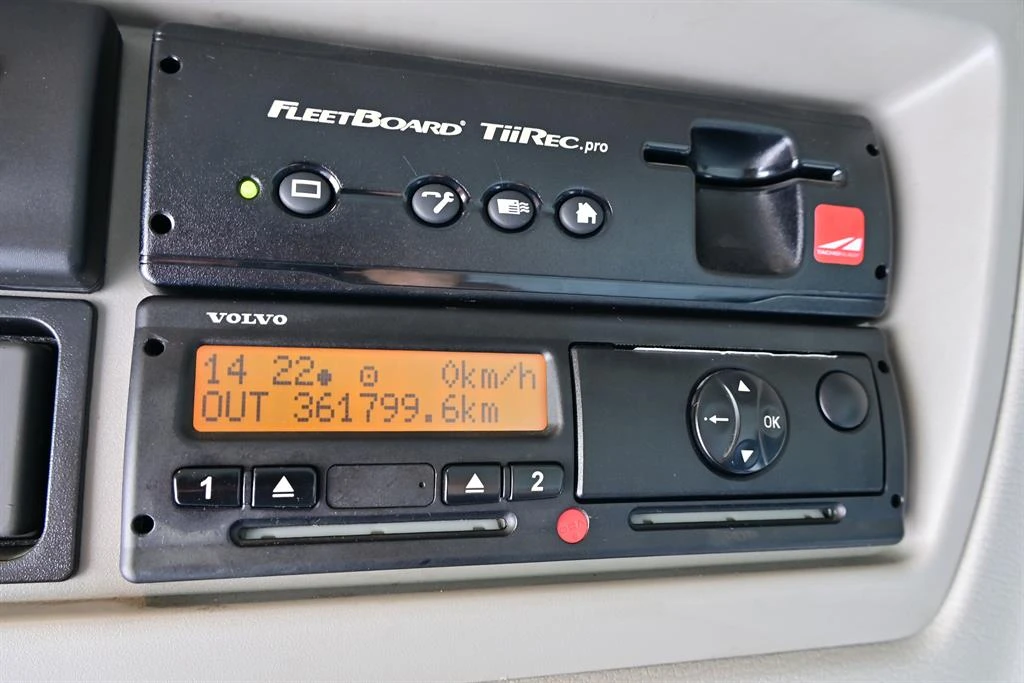 FLEETBOARD® TiiREC.pro
VOLVO
14 22 0km/h
OUT 361799.6km
OK
1
2